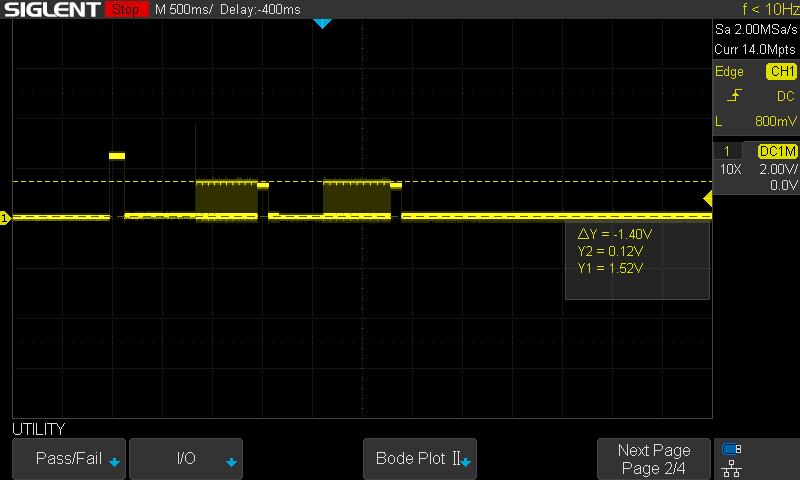 SIGLENT Stop M 500ms/ Delay:-400ms f < 10Hz
Sa 2.00MSa/s
Curr 14.0Mpts
Edge CH1
DC
L 800mV
1 DC1M
10X 2.00V/
0.0V
1
ΔY = -1.40V
Y2 = 0.12V
Y1 = 1.52V
UTILITY
Pass/Fail I/O Bode Plot II Next Page
Page 2/4